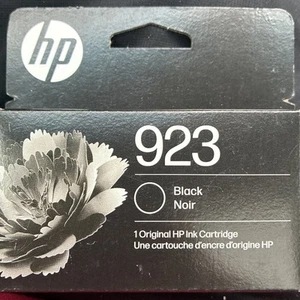 hp
923
Black
Noir
1 Original HP Ink Cartridge
Une cartouche d'encre d'origine HP